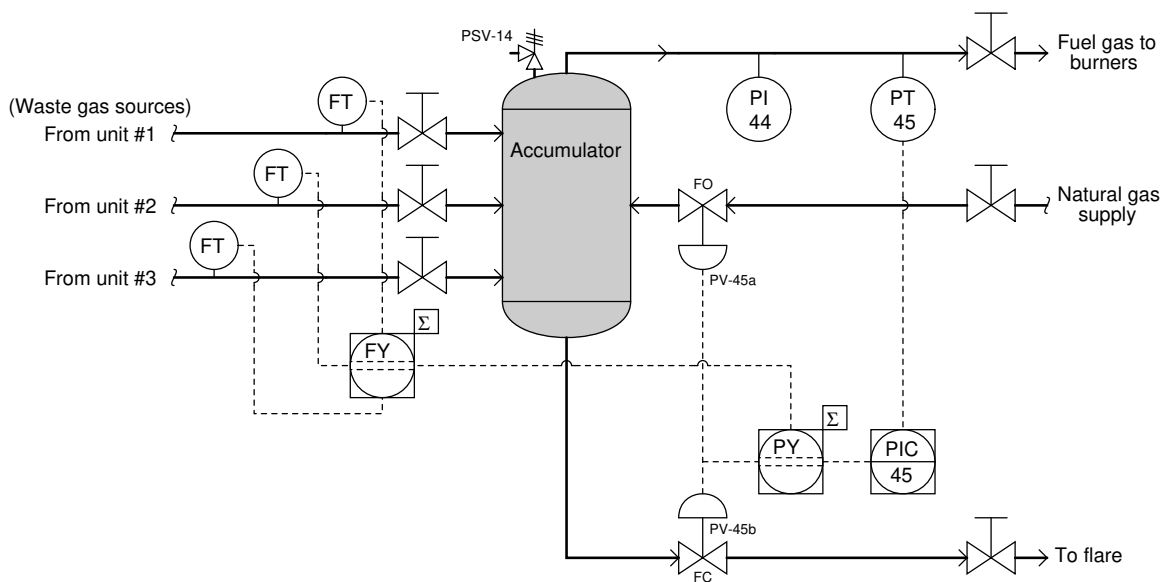 PSV-14
Fuel gas to
burners
(Waste gas sources)
From unit #1
FT
PI
44
PT
45
Accumulator
From unit #2
FT
FO
Natural gas
supply
From unit #3
FT
PV-45a
Σ
FY
Σ
PY
PIC
45
PV-45b
FC
To flare